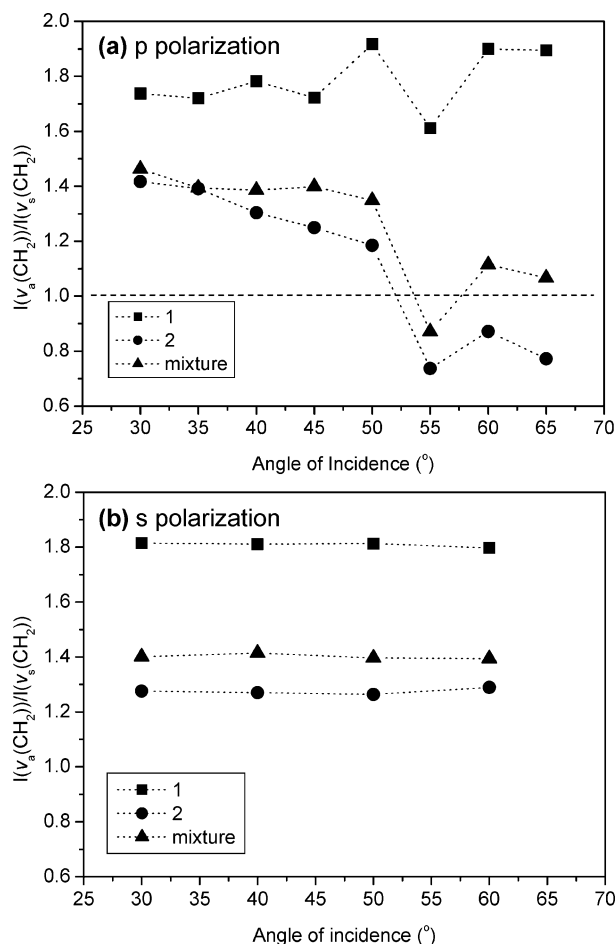 (a) p polarization
I(νa(CH2))/I(νs(CH2))
2.0
1.8
1.6
1.4
1.2
1.0
0.8
0.6
1
2
mixture
25 30 35 40 45 50 55 60 65 70
Angle of Incidence (°)
(b) s polarization
I(νa(CH2))/I(νs(CH2))
2.0
1.8
1.6
1.4
1.2
1.0
0.8
0.6
1
2
mixture
25 30 35 40 45 50 55 60 65 70
Angle of incidence (°)